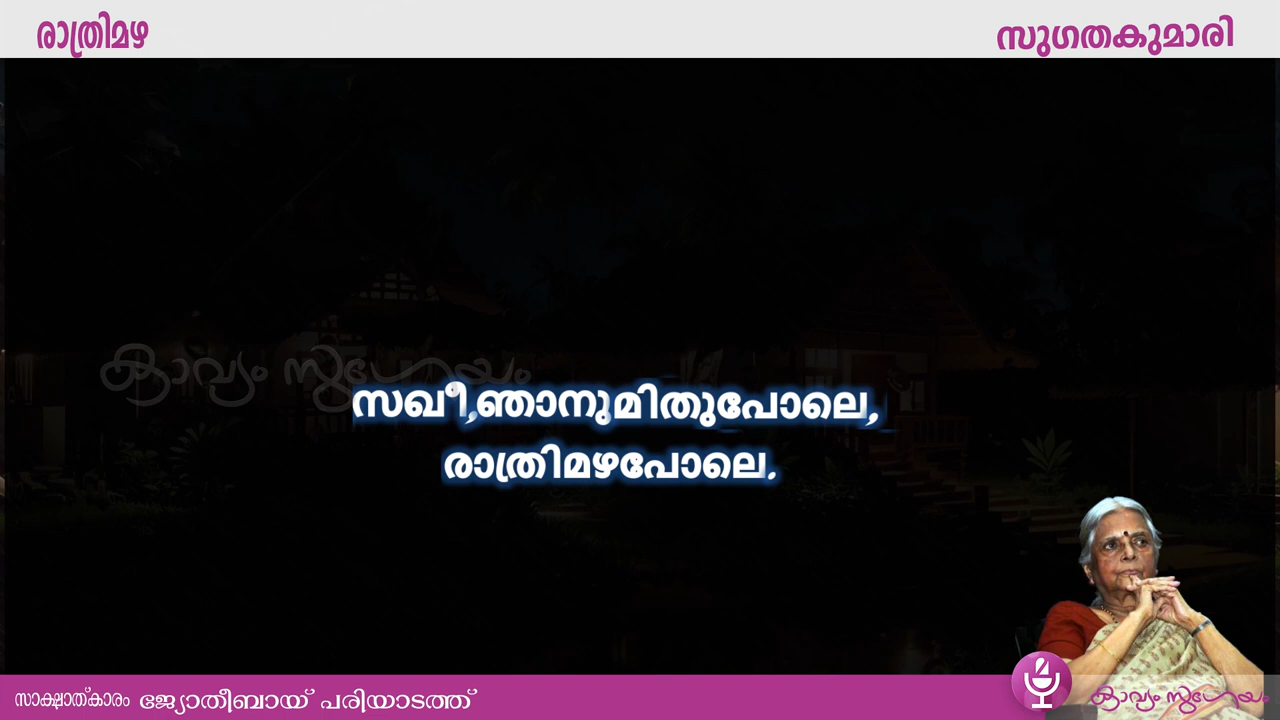 രാത്രിമഴ
സുഗതകുമാരി
കാവ്യം സുഗേയം
സഖീ,ഞാനുമിതുപോലെ,
രാത്രിമഴപോലെ.
സാക്ഷാത്കാരം ജ്യോതീബായ് പരിയാടത്ത്
കാവ്യം സുഗേയം